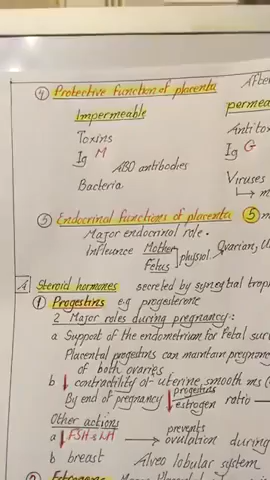 ④ Protective function of placenta
After
Impermeable
permea
Toxins
Antitox
Ig M
Ig G
ABO antibodies
Bacteria
Viruses
↳ m
③ Endocrinal functions of placenta ⑤ m
Major endocrinal role.
Influence Mother
Fetus ] physiol. → Ovarian, U
A Steroid hormones secreted by syncytial troph
① Progestins e.g progesterone
2 Major roles during pregnancy :
a Support of the endometrium for fetal sur
Placental progestins can maintain pregnanc
of both ovaries
b ↓ contractility of uterine smooth ms (
By end of pregnancy ↓ progestins
estrogen ratio
Other actions
a ↓ FSH & LH → prevents
ovulation during
b breast Alveo lobular system